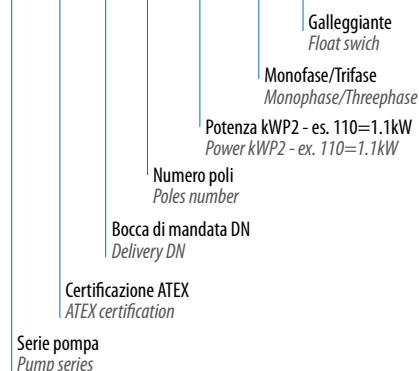 Galleggiante
Float swich
Monofase/Trifase
Monophase/Threephase
Potenza kWP2 - es. 110=1.1kW
Power kWP2 - ex. 110=1.1kW
Numero poli
Poles number
Bocca di mandata DN
Delivery DN
Certificazione ATEX
ATEX certification
Serie pompa
Pump series